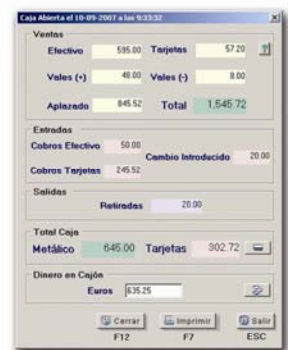 Caja Abierta el 10-09-2007 a las 9:33:32
Ventas
Efectivo 595.00 Tarjetas 57.20 ?
Vales (+) 48.00 Vales (-) 8.00
Aplazado 845.52 Total 1,545.72
Entradas
Cobros Efectivo 50.00
Cambio Introducido 20.00
Cobros Tarjetas 245.52
Salidas
Retiradas 20.00
Total Caja
Metálico 645.00 Tarjetas 302.72
Dinero en Cajón
Euros 635.25
Cerrar Imprimir Salir
F12 F7 ESC